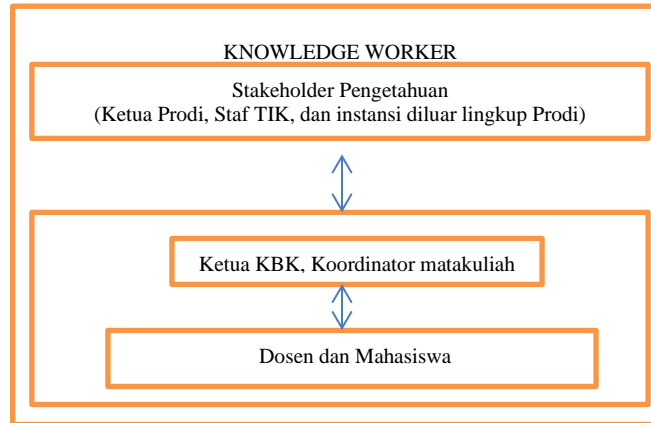 KNOWLEDGE WORKER
Stakeholder Pengetahuan
(Ketua Prodi, Staf TIK, dan instansi diluar lingkup Prodi)
Ketua KBK, Koordinator matakuliah
Dosen dan Mahasiswa